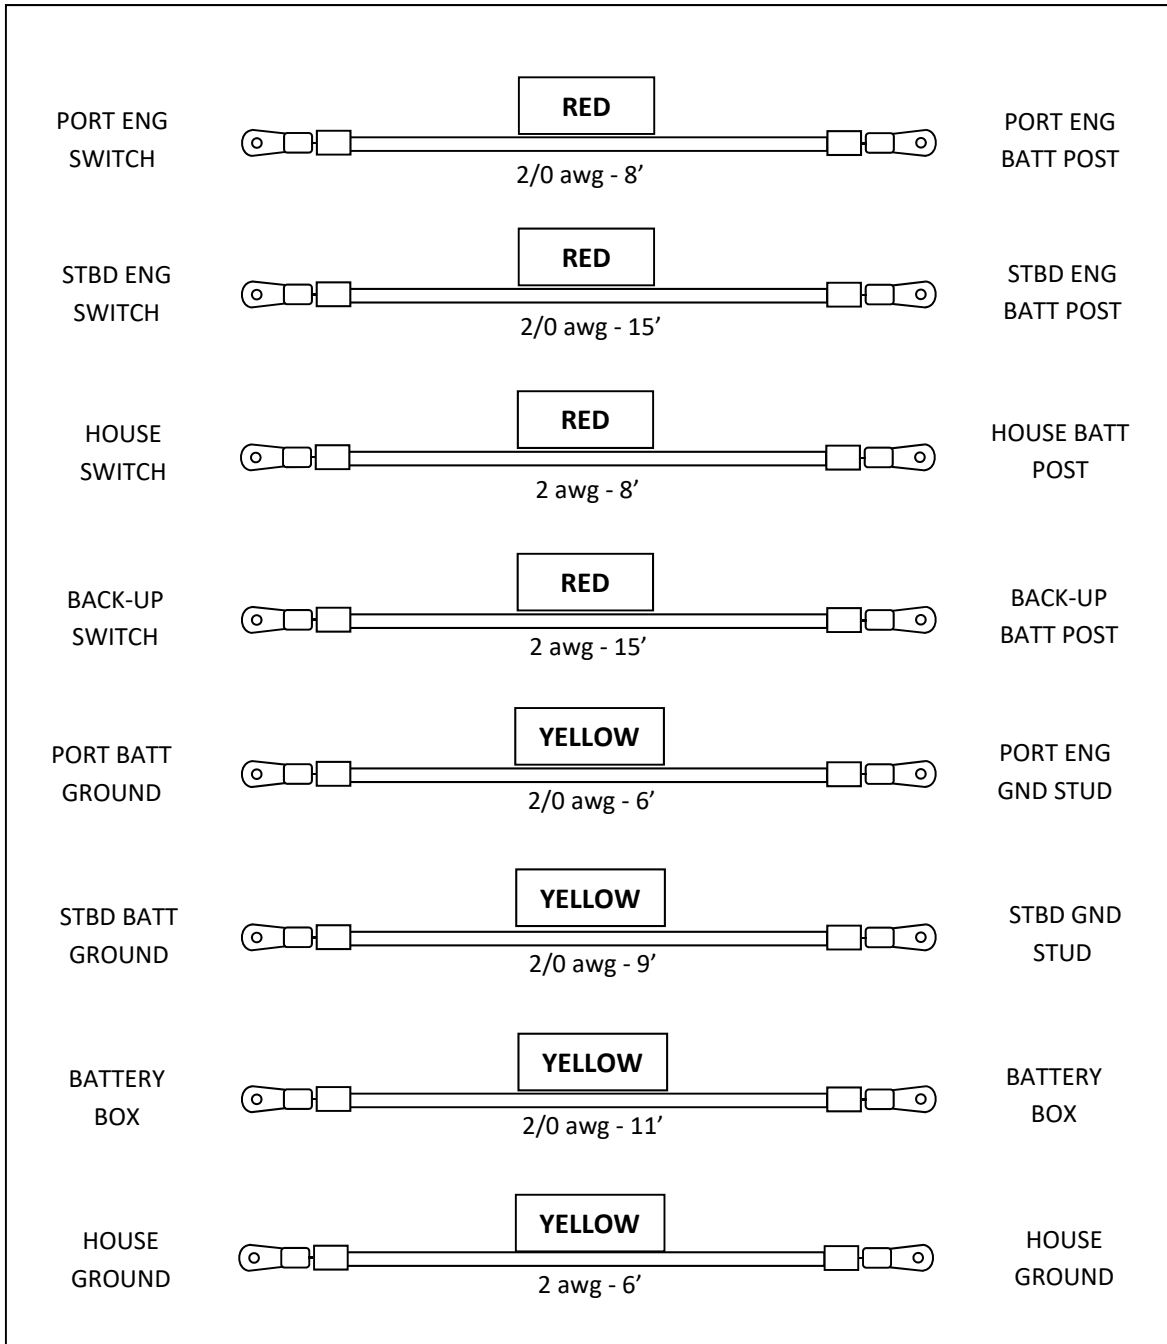 RED
PORT ENG
SWITCH
2/0 awg - 8’
PORT ENG
BATT POST
RED
STBD ENG
SWITCH
2/0 awg - 15’
STBD ENG
BATT POST
RED
HOUSE
SWITCH
2 awg - 8’
HOUSE BATT
POST
RED
BACK-UP
SWITCH
2 awg - 15’
BACK-UP
BATT POST
YELLOW
PORT BATT
GROUND
2/0 awg - 6’
PORT ENG
GND STUD
YELLOW
STBD BATT
GROUND
2/0 awg - 9’
STBD GND
STUD
YELLOW
BATTERY
BOX
2/0 awg - 11’
BATTERY
BOX
YELLOW
HOUSE
GROUND
2 awg - 6’
HOUSE
GROUND